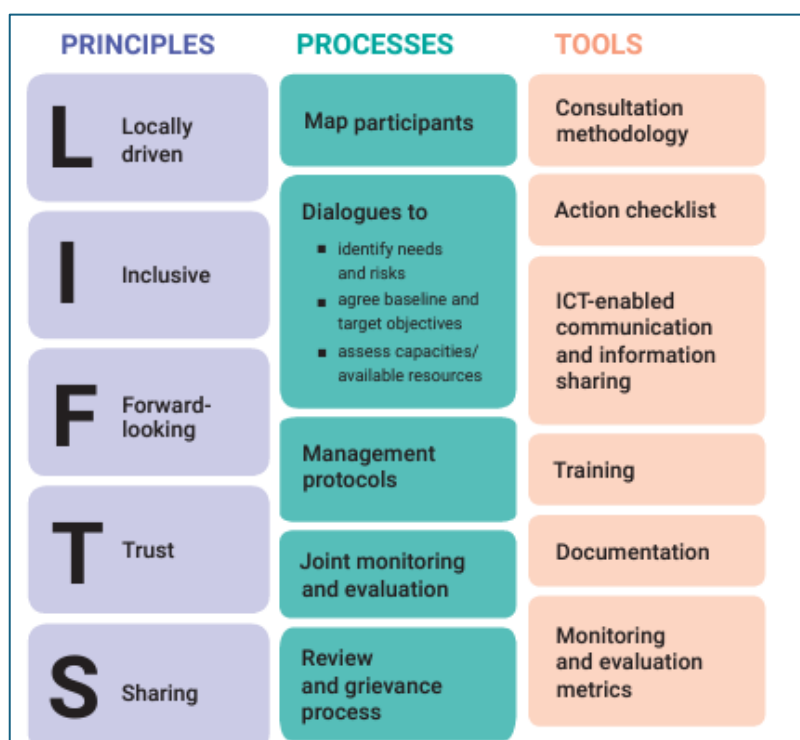 PRINCIPLES
L
Locally
driven
I
Inclusive
F
Forward-
looking
T
Trust
S
Sharing
PROCESSES
Map participants
Dialogues to
▪ identify needs
and risks
▪ agree baseline and
target objectives
▪ assess capacities/
available resources
Management
protocols
Joint monitoring
and evaluation
Review
and grievance
process
TOOLS
Consultation
methodology
Action checklist
ICT-enabled
communication
and information
sharing
Training
Documentation
Monitoring
and evaluation
metrics